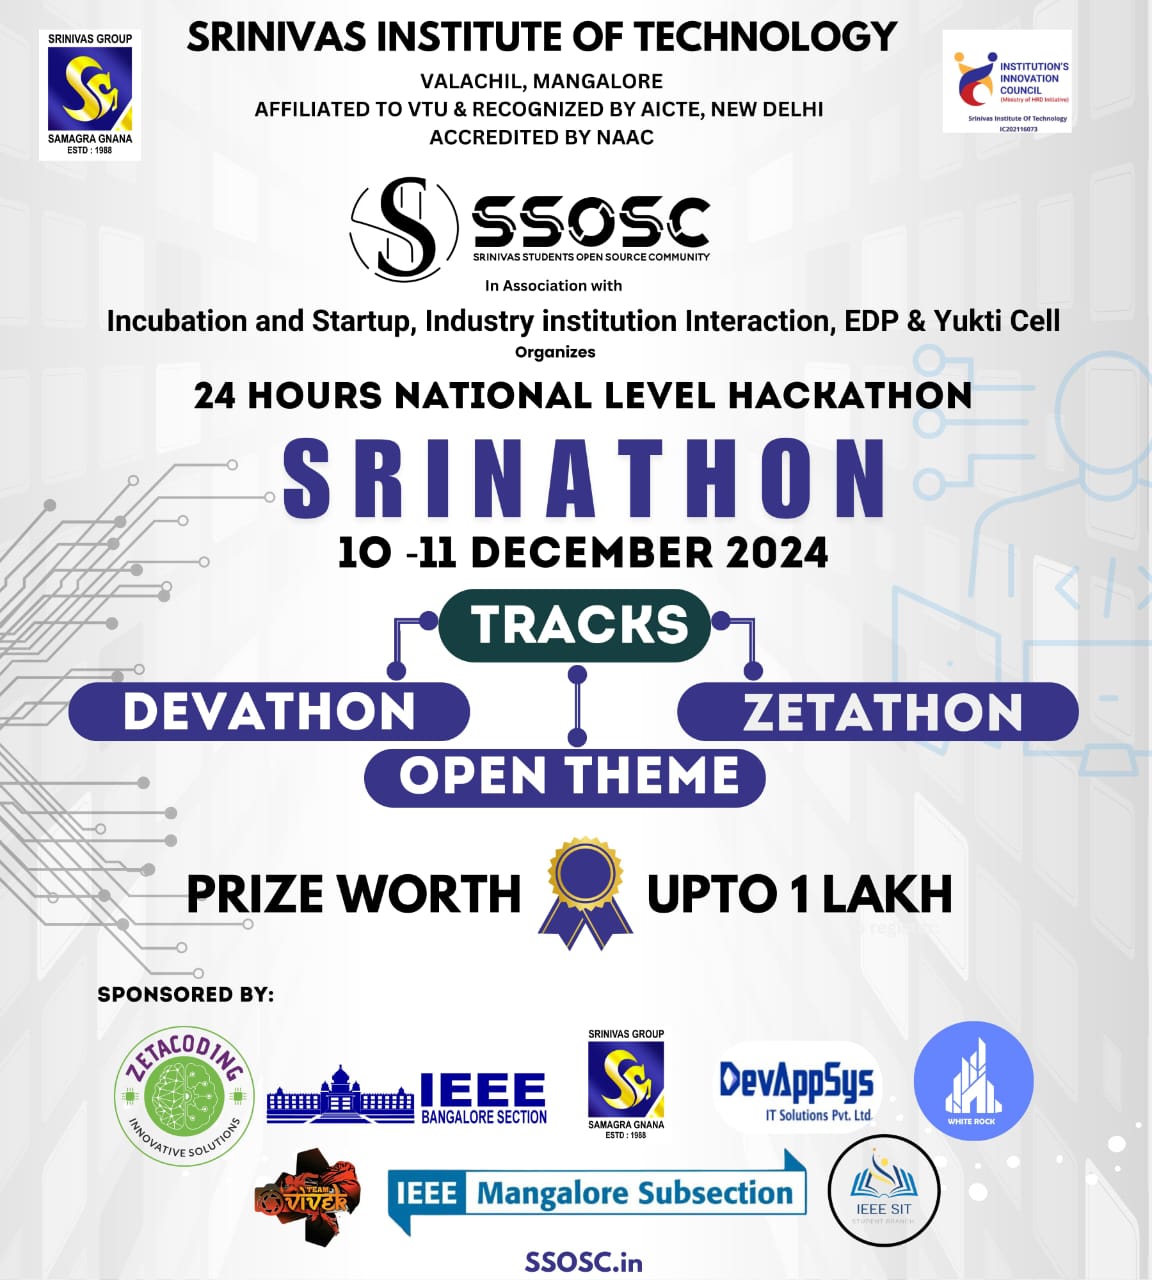 SRINIVAS GROUP
SAMAGRA GNANA
ESTD : 1988
SRINIVAS INSTITUTE OF TECHNOLOGY
VALACHIL, MANGALORE
AFFILIATED TO VTU & RECOGNIZED BY AICTE, NEW DELHI
ACCREDITED BY NAAC
INSTITUTION'S
INNOVATION
COUNCIL
(Ministry of HRD Initiative)
Srinivas Institute Of Technology
IC202116073
S
SSOSC
SRINIVAS STUDENTS OPEN SOURCE COMMUNITY
In Association with
Incubation and Startup, Industry institution Interaction, EDP & Yukti Cell
Organizes
24 HOURS NATIONAL LEVEL HACKATHON
SRINATHON
10 -11 DECEMBER 2024
TRACKS
DEVATHON
ZETATHON
OPEN THEME
PRIZE WORTH
UPTO 1 LAKH
SPONSORED BY:
ZETACODING
INNOVATIVE SOLUTIONS
IEEE
BANGALORE SECTION
SRINIVAS GROUP
SAMAGRA GNANA
ESTD : 1988
DevAppSys
IT Solutions Pvt. Ltd
WHITE ROCK
TEAM
VIVEK
IEEE Mangalore Subsection
IEEE SIT
STUDENT BRANCH
SSOSC.in